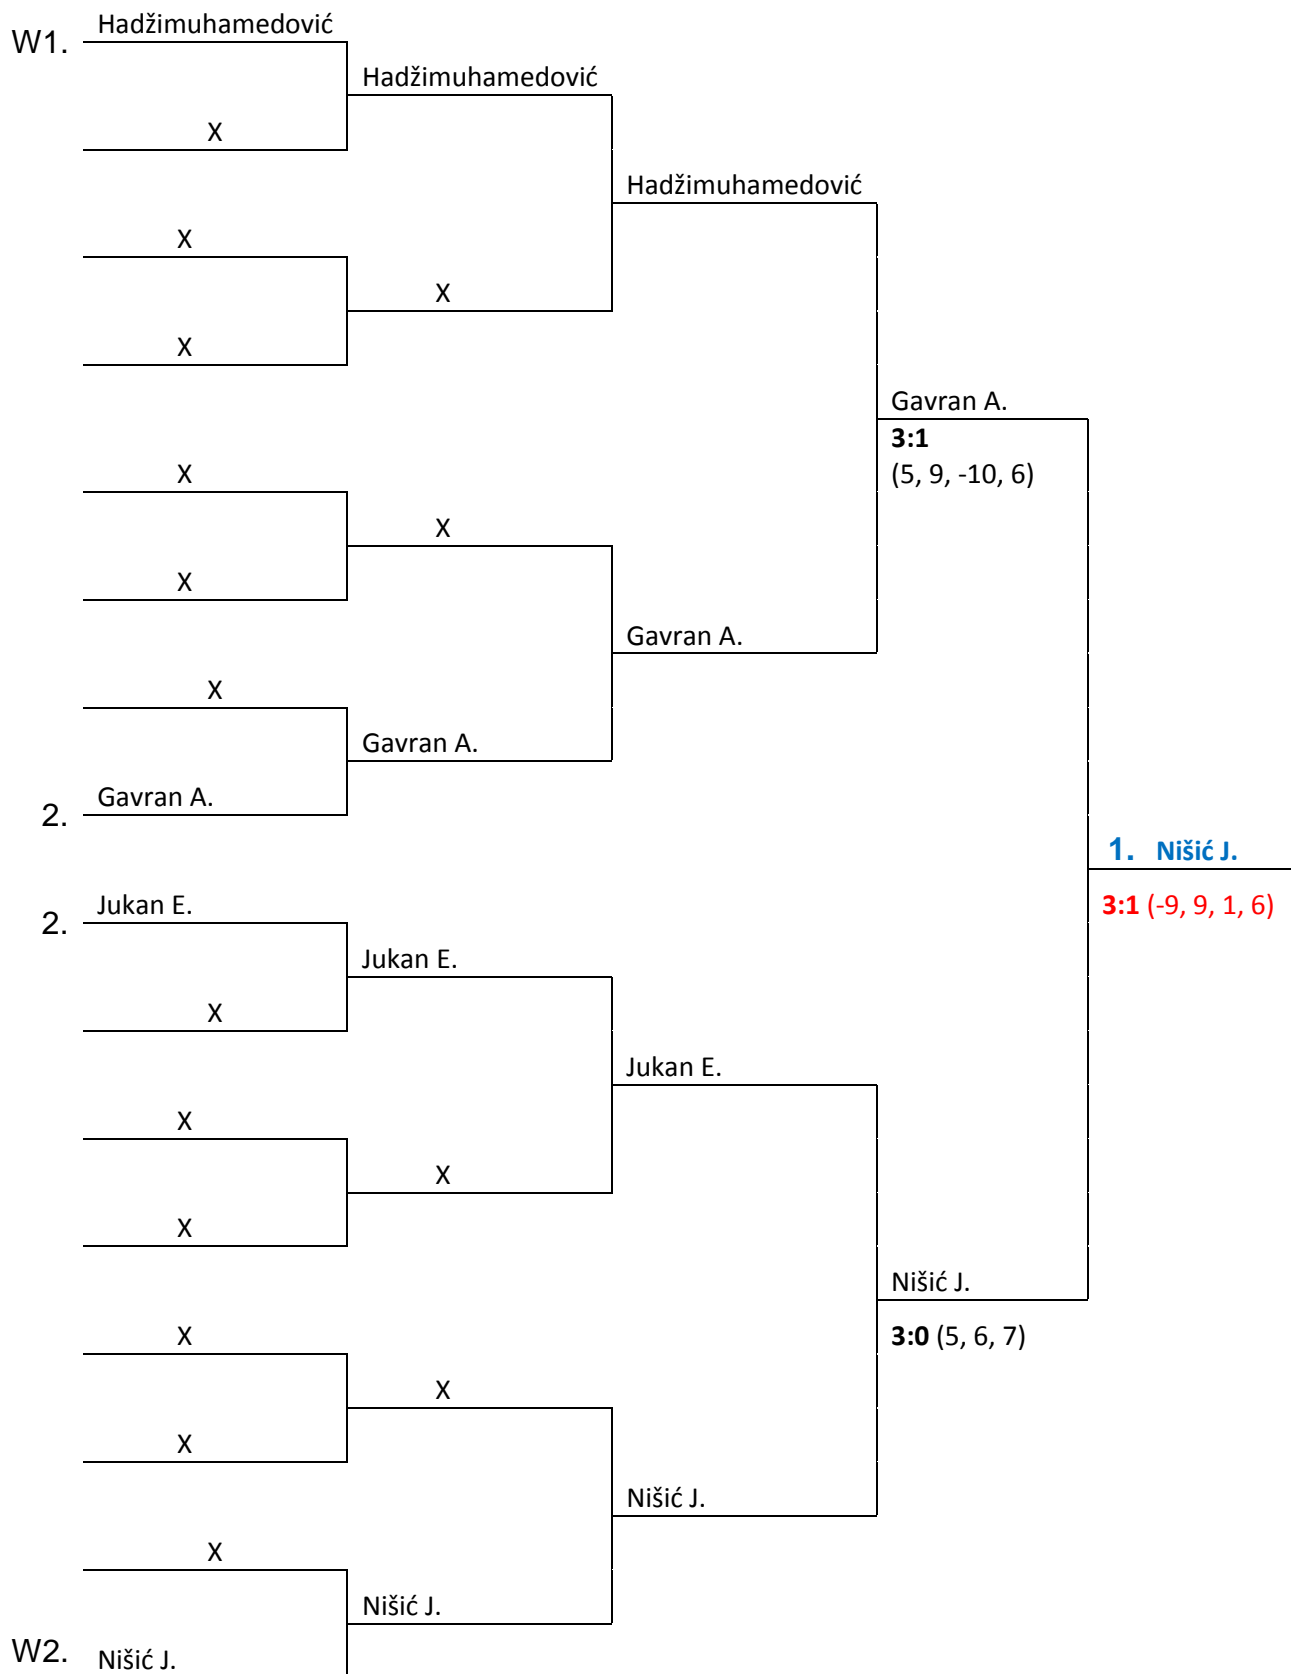 Hadžimuhamedović
W1.
Hadžimuhamedović
X
Hadžimuhamedović
X
X
X
Gavran A.
3:1
(5, 9, -10, 6)
X
X
X
Gavran A.
X
Gavran A.
Gavran A.
2.
1. Nišić J.
3:1 (-9, 9, 1, 6)
Jukan E.
2.
Jukan E.
X
Jukan E.
X
X
X
Nišić J.
3:0 (5, 6, 7)
X
X
X
Nišić J.
X
Nišić J.
W2. Nišić J.